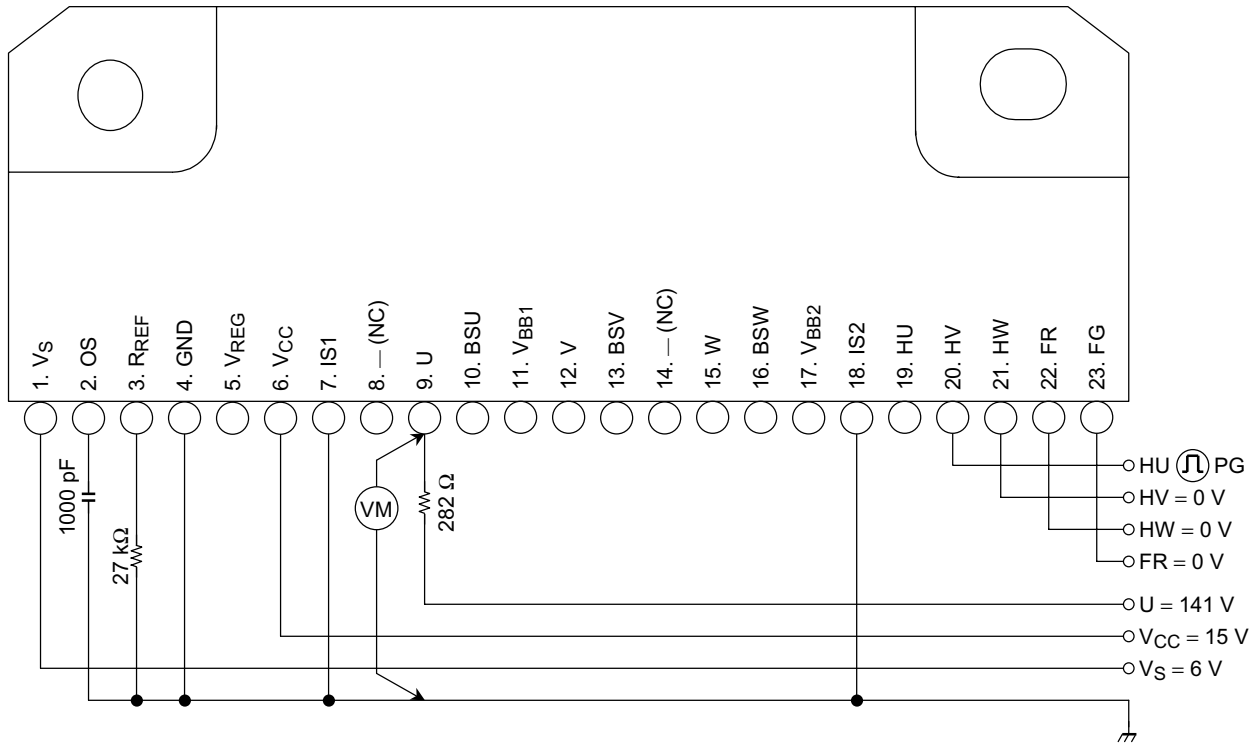 1. VS
2. OS
3. RREF
4. GND
5. VREG
6. VCC
7. IS1
8. — (NC)
9. U
10. BSU
11. VBB1
12. V
13. BSV
14. — (NC)
15. W
16. BSW
17. VBB2
18. IS2
19. HU
20. HV
21. HW
22. FR
23. FG
1000 pF
27 kΩ
VM
282 Ω
HU PG
HV = 0 V
HW = 0 V
FR = 0 V
U = 141 V
VCC = 15 V
VS = 6 V